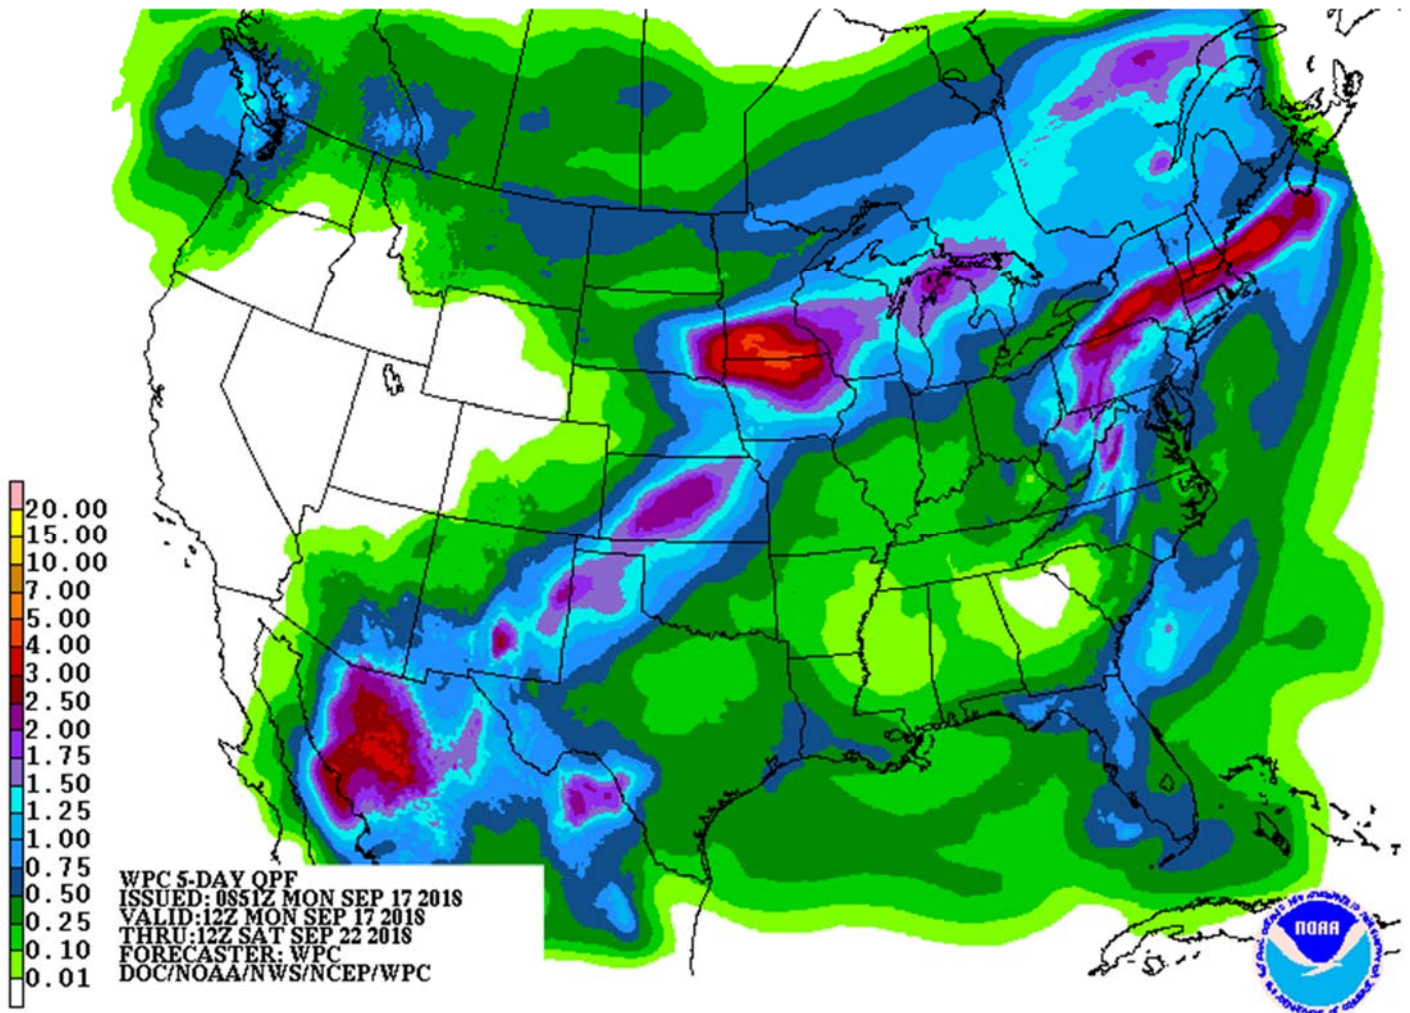 20.00
15.00
10.00
7.00
5.00
4.00
3.00
2.50
2.00
1.75
1.50
1.25
1.00
0.75
0.50
0.25
0.10
0.01
WPC 5-DAY QPF
ISSUED: 0851Z MON SEP 17 2018
VALID:12Z MON SEP 17 2018
THRU:12Z SAT SEP 22 2018
FORECASTER: WPC
DOC/NOAA/NWS/NCEP/WPC
NOAA